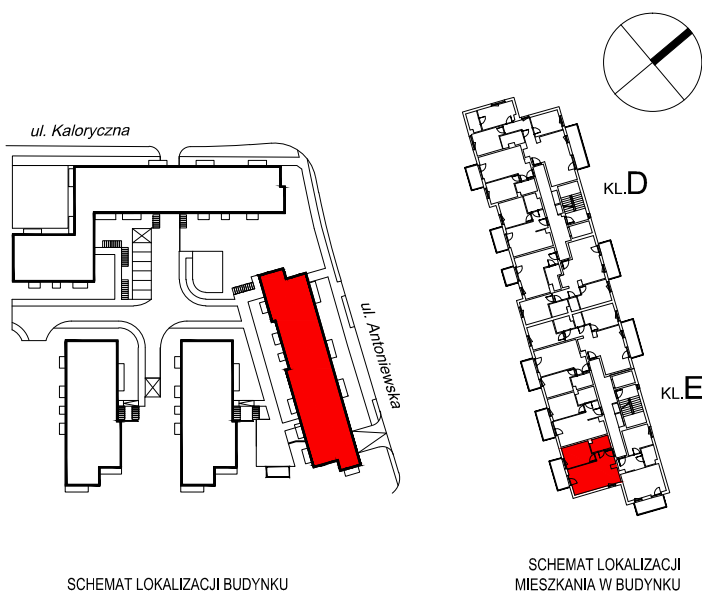 ul. Kaloryczna
KL.D
ul. Antoniewska
KL.E
SCHEMAT LOKALIZACJI BUDYNKU
SCHEMAT LOKALIZACJI
MIESZKANIA W BUDYNKU